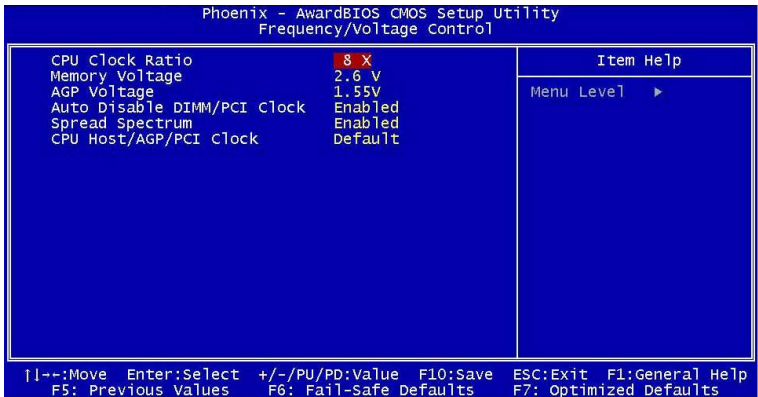 Phoenix - AwardBIOS CMOS Setup Utility
Frequency/Voltage Control
CPU Clock Ratio 8 X
Memory Voltage 2.6 V
AGP Voltage 1.55V
Auto Disable DIMM/PCI Clock Enabled
Spread Spectrum Enabled
CPU Host/AGP/PCI Clock Default
Item Help
Menu Level ▶
↑↓→←:Move Enter:Select +/-/PU/PD:Value F10:Save ESC:Exit F1:General Help
F5: Previous Values F6: Fail-Safe Defaults F7: Optimized Defaults